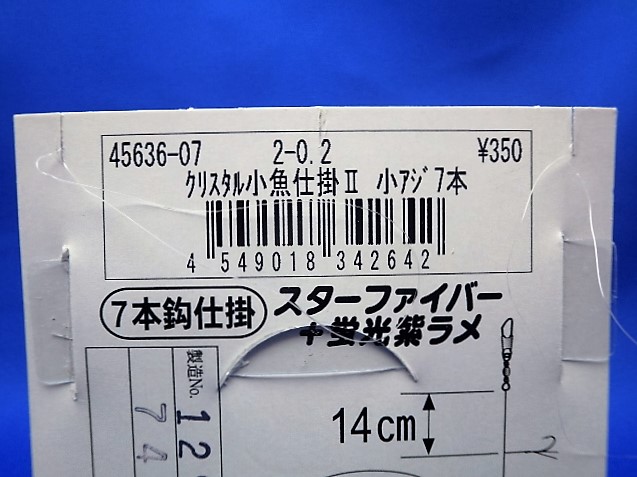 45636-07 2-0.2 ¥350
ｸﾘｽﾀﾙ小魚仕掛Ⅱ 小ｱｼﾞ7本
4 549018 342642
7本鈎仕掛 スターファイバー
+蛍光紫ラメ
製造No.
12
74
14cm